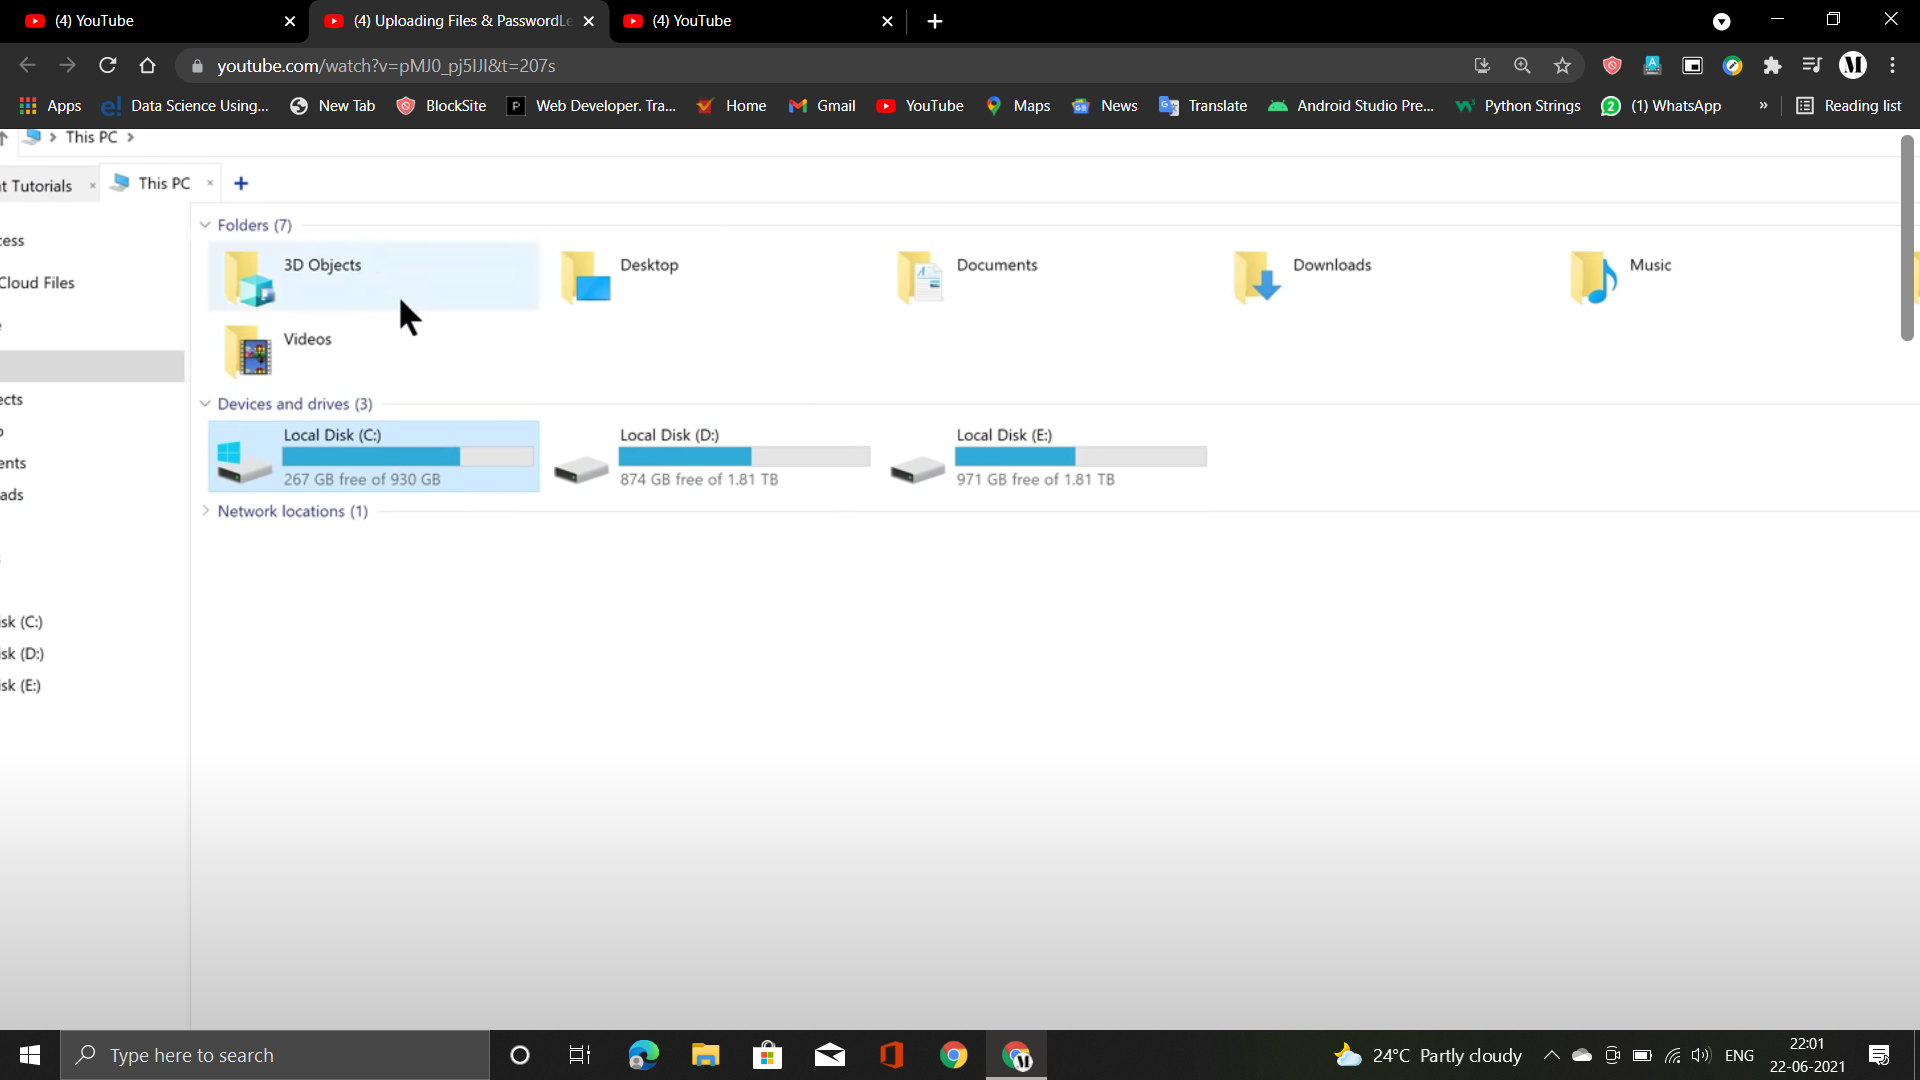 (4) YouTube
(4) Uploading Files & PasswordLe
(4) YouTube
youtube.com/watch?v=pMJ0_pj5IJI&t=207s
Apps
Data Science Using...
New Tab
BlockSite
Web Developer. Tra...
Home
Gmail
YouTube
Maps
News
Translate
Android Studio Pre...
Python Strings
(1) WhatsApp
»
Reading list
This PC
t Tutorials
This PC
Folders (7)
3D Objects
Desktop
Documents
Downloads
Music
Videos
Devices and drives (3)
Local Disk (C:)
267 GB free of 930 GB
Local Disk (D:)
874 GB free of 1.81 TB
Local Disk (E:)
971 GB free of 1.81 TB
Network locations (1)
cess
Cloud Files
ects
ents
ads
isk (C:)
isk (D:)
isk (E:)
Type here to search
24°C Partly cloudy
ENG
22:01
22-06-2021